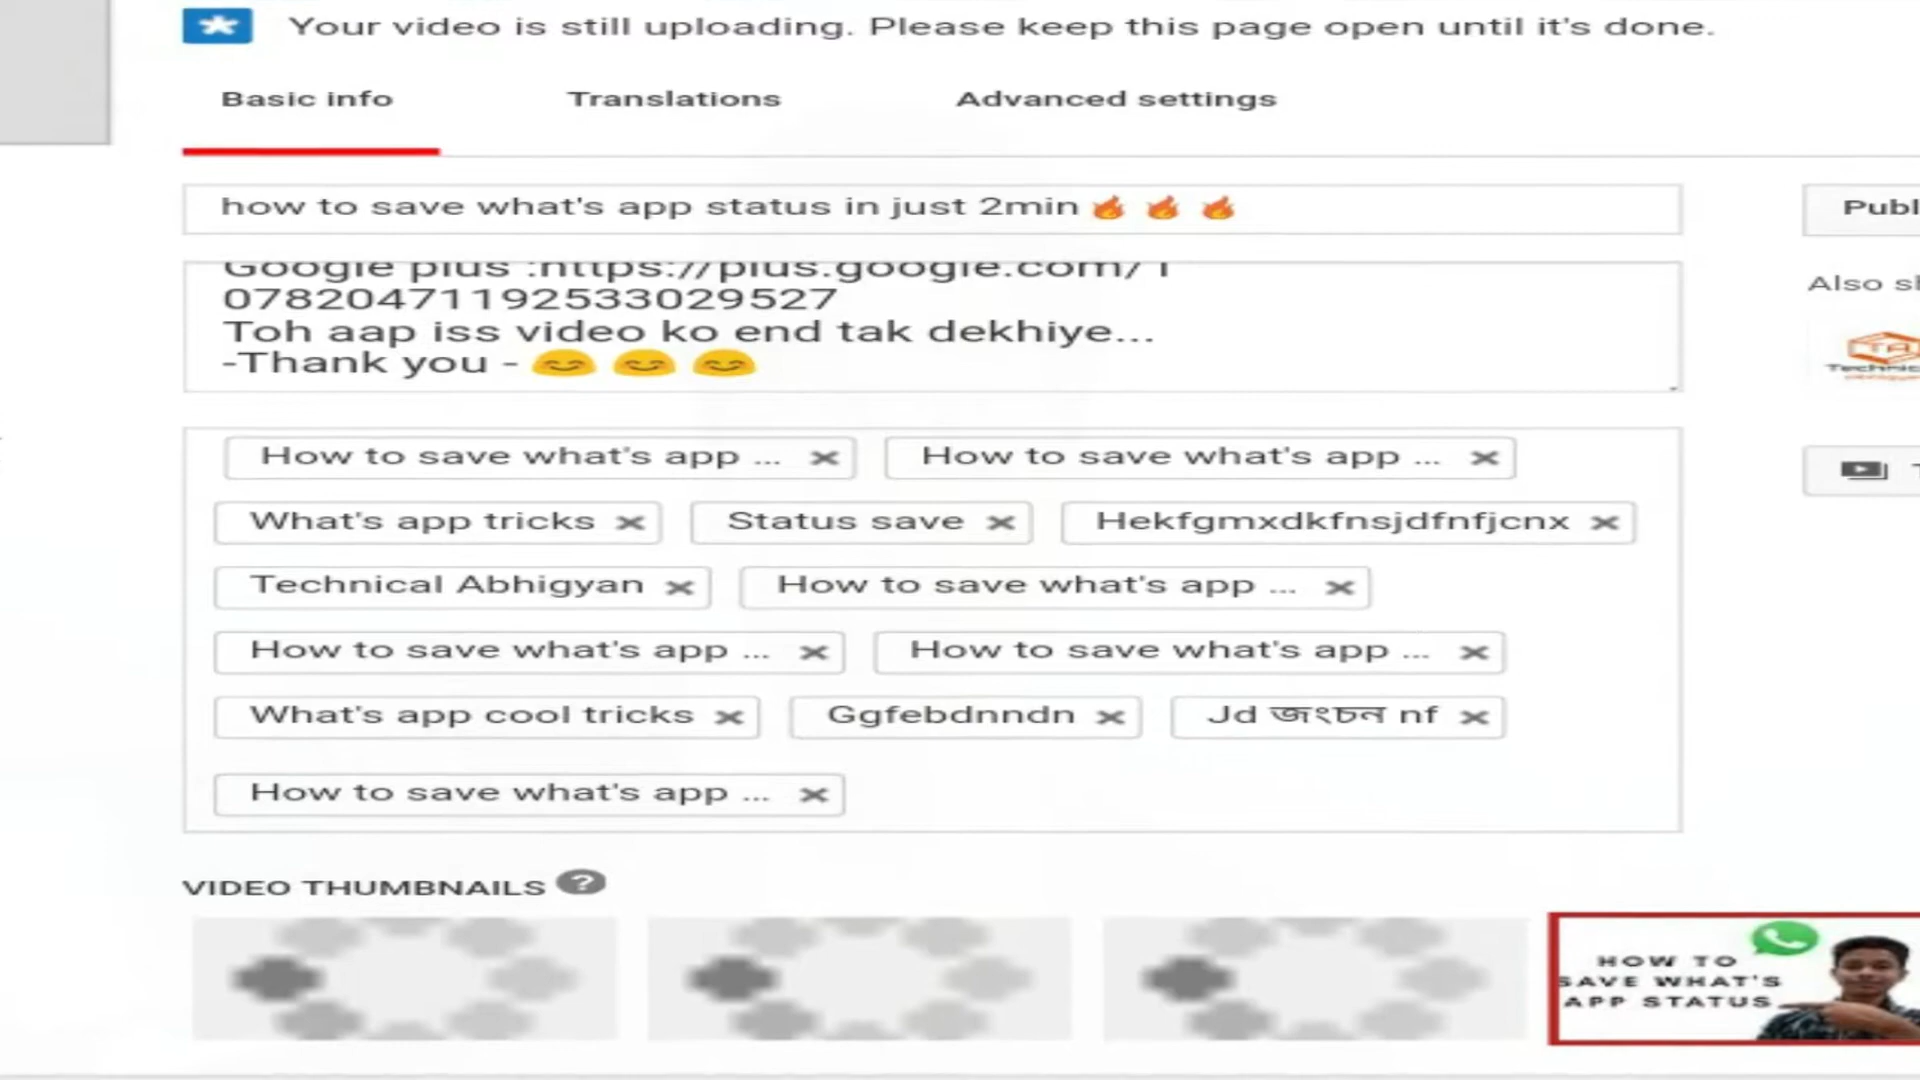 Your video is still uploading. Please keep this page open until it's done.
Basic info Translations Advanced settings
how to save what's app status in just 2min🔥 🔥 🔥
Publ
Google plus :https://plus.google.com/1
07820471192533029527
Toh aap iss video ko end tak dekhiye...
-Thank you - 😊 😊 😊
Also sh
How to save what's app ... × How to save what's app ... ×
What's app tricks × Status save × Hekfgmxdkfnsjdfnfjcnx ×
Technical Abhigyan × How to save what's app ... ×
How to save what's app ... × How to save what's app ... ×
What's app cool tricks × Ggfebdnndn × Jd জংচন nf ×
How to save what's app ... ×
VIDEO THUMBNAILS ?
HOW TO
SAVE WHAT'S
APP STATUS